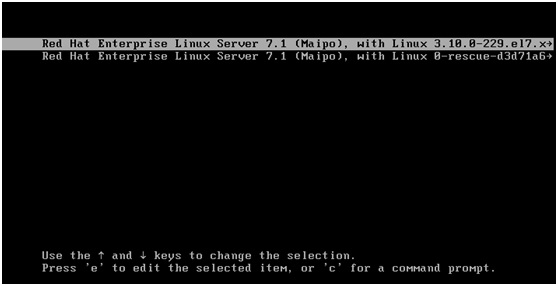 Red Hat Enterprise Linux Server 7.1 (Maipo), with Linux 3.10.0-229.el7.x→
Red Hat Enterprise Linux Server 7.1 (Maipo), with Linux 0-rescue-d3d71a6→
Use the ↑ and ↓ keys to change the selection.
Press 'e' to edit the selected item, or 'c' for a command prompt.